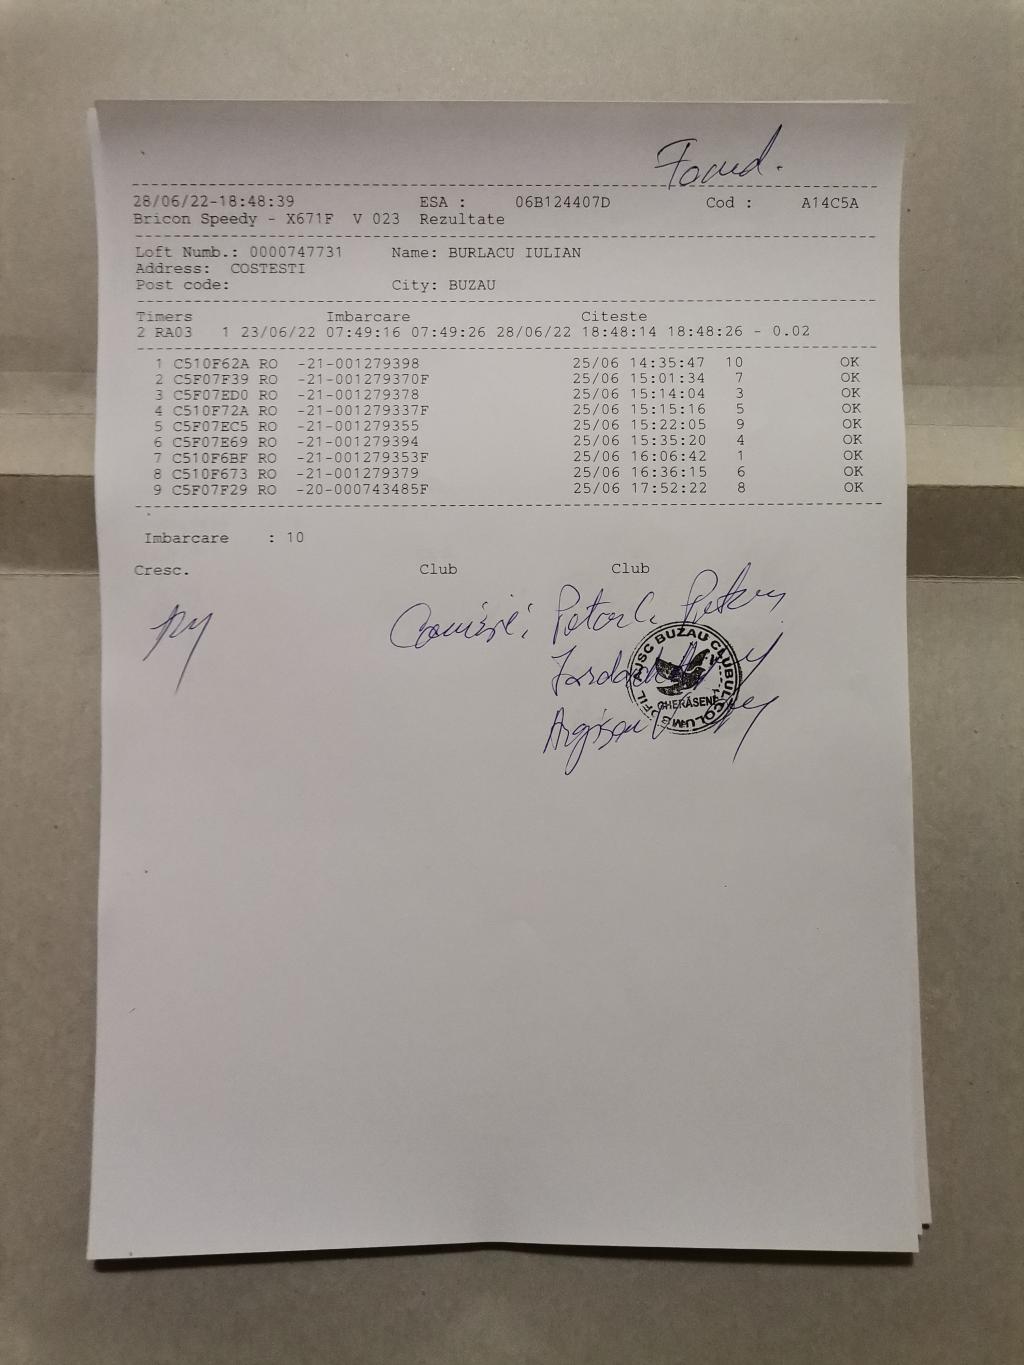 28/06/22-18:48:39 ESA : 06B124407D Cod : A14C5A
Bricon Speedy - X671F V 023 Rezultate
Loft Numb.: 0000747731 Name: BURLACU IULIAN
Address: COSTESTI
Post code: City: BUZAU
Timers Imbarcare Citeste
2 RA03 1 23/06/22 07:49:16 07:49:26 28/06/22 18:48:14 18:48:26 - 0.02
1 C510F62A RO -21-001279398 25/06 14:35:47 10 OK
2 C5F07F39 RO -21-001279370F 25/06 15:01:34 7 OK
3 C5F07ED0 RO -21-001279378 25/06 15:14:04 3 OK
4 C510F72A RO -21-001279337F 25/06 15:15:16 5 OK
5 C5F07EC5 RO -21-001279355 25/06 15:22:05 9 OK
6 C5F07E69 RO -21-001279394 25/06 15:35:20 4 OK
7 C510F6BF RO -21-001279353F 25/06 16:06:42 1 OK
8 C510F673 RO -21-001279379 25/06 16:36:15 6 OK
9 C5F07F29 RO -20-000743485F 25/06 17:52:22 8 OK
Imbarcare : 10
Cresc. Club Club
BUZAU CLUBUL
GHERĂSENI